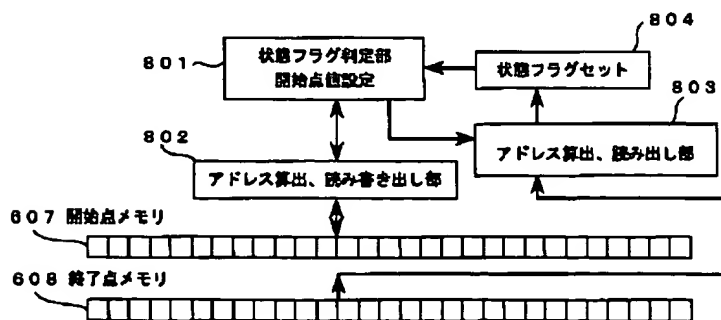 ８０４
８０１
状態フラグ判定部
開始点値設定
状態フラグセット
８０３
８０２
アドレス算出、読み出し部
アドレス算出、読み書き出し部
６０７ 開始点メモリ
６０８ 終了点メモリ